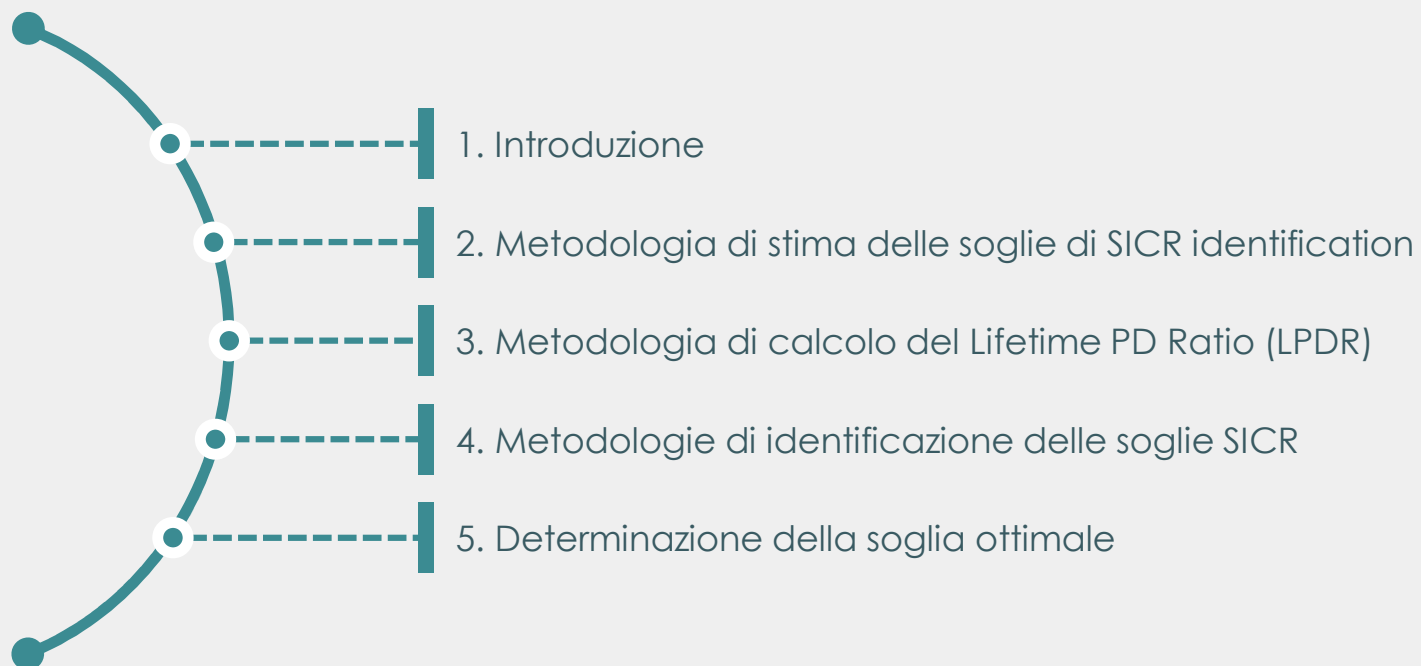 1. Introduzione
2. Metodologia di stima delle soglie di SICR identification
3. Metodologia di calcolo del Lifetime PD Ratio (LPDR)
4. Metodologie di identificazione delle soglie SICR
5. Determinazione della soglia ottimale